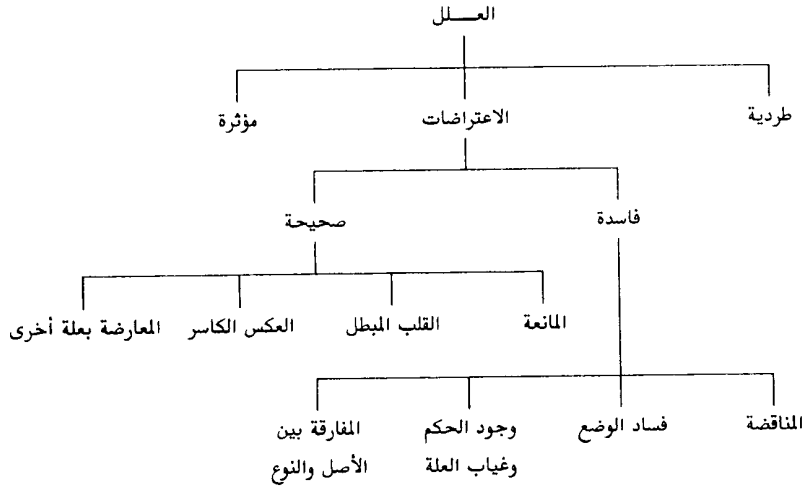 العـــلل
طردية
الاعتراضات
مؤثرة
فاسدة
صحيحة
المانعة
القلب المبطل
العكس الكاسر
المعارضة بعلة أخرى
المناقضة
فساد الوضع
وجود الحكم
وغياب العلة
المفارقة بين
الأصل والنوع